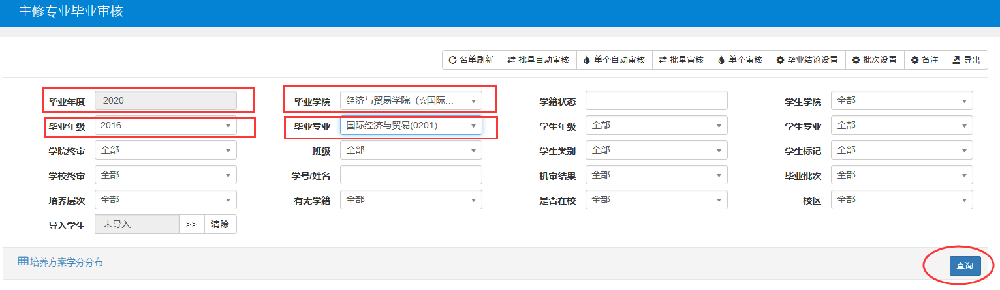 主修专业毕业审核
名单刷新 批量自动审核 单个自动审核 批量审核 单个审核 毕业结论设置 批次设置 备注 导出
毕业年度 2020 毕业学院 经济与贸易学院（☆国际... 学籍状态 学生学院 全部
毕业年级 2016 毕业专业 国际经济与贸易(0201) 学生年级 全部 学生专业 全部
学院终审 全部 班级 全部 学生类别 全部 学生标记 全部
学校终审 全部 学号/姓名 机审结果 全部 毕业批次 全部
培养层次 全部 有无学籍 全部 是否在校 全部 校区 全部
导入学生 未导入 >> 清除
培养方案学分分布 查询